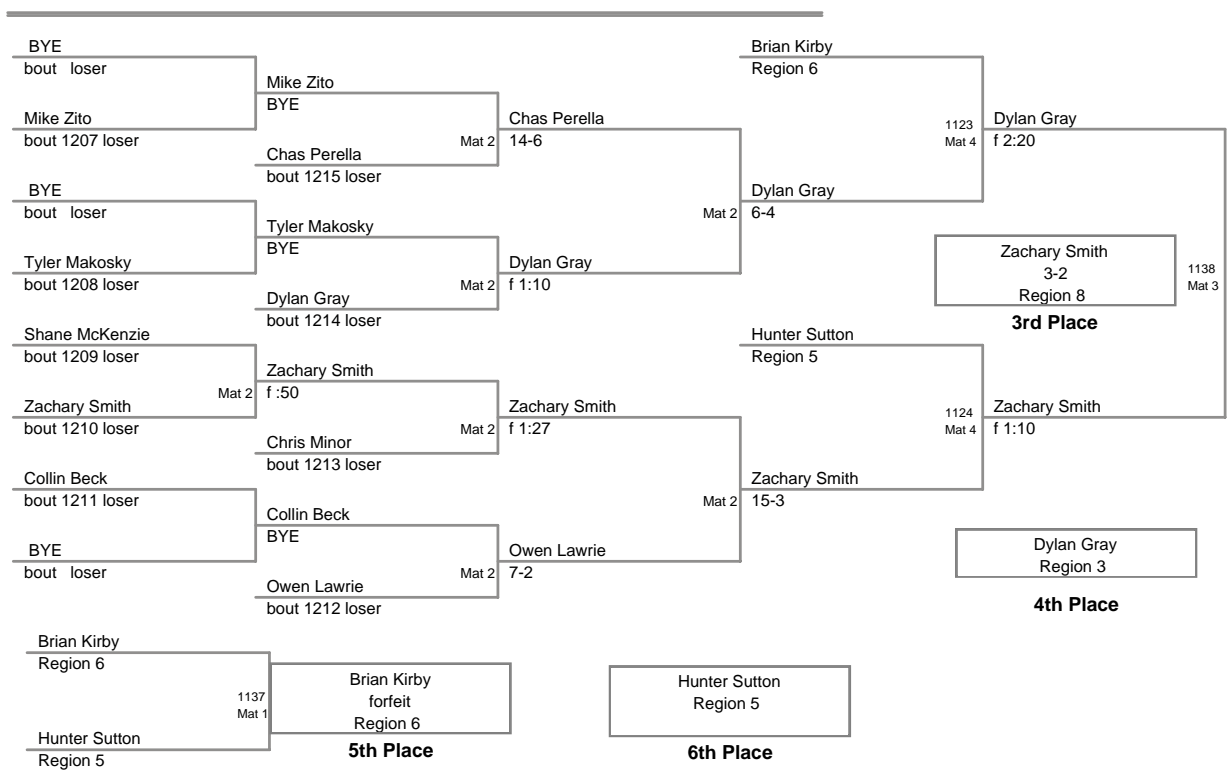 BYE
bout loser
Mike Zito
bout 1207 loser
BYE
bout loser
Tyler Makosky
bout 1208 loser
Shane McKenzie
bout 1209 loser
Zachary Smith
bout 1210 loser
Collin Beck
bout 1211 loser
BYE
bout loser
Mike Zito
BYE
Chas Perella
bout 1215 loser
Tyler Makosky
BYE
Dylan Gray
bout 1214 loser
Mat 2
Zachary Smith
f :50
Chris Minor
bout 1213 loser
Collin Beck
BYE
Owen Lawrie
bout 1212 loser
Mat 2
Chas Perella
14-6
Mat 2
Dylan Gray
f 1:10
Mat 2
Zachary Smith
f 1:27
Mat 2
Owen Lawrie
7-2
Brian Kirby
Region 6
Mat 2
Dylan Gray
6-4
Hunter Sutton
Region 5
Mat 2
Zachary Smith
15-3
1123
Mat 4
Dylan Gray
f 2:20
1124
Mat 4
Zachary Smith
f 1:10
1138
Mat 3
Zachary Smith
3-2
Region 8
3rd Place
Dylan Gray
Region 3
4th Place
Brian Kirby
Region 6
Hunter Sutton
Region 5
1137
Mat 1
Brian Kirby
forfeit
Region 6
5th Place
Hunter Sutton
Region 5
6th Place